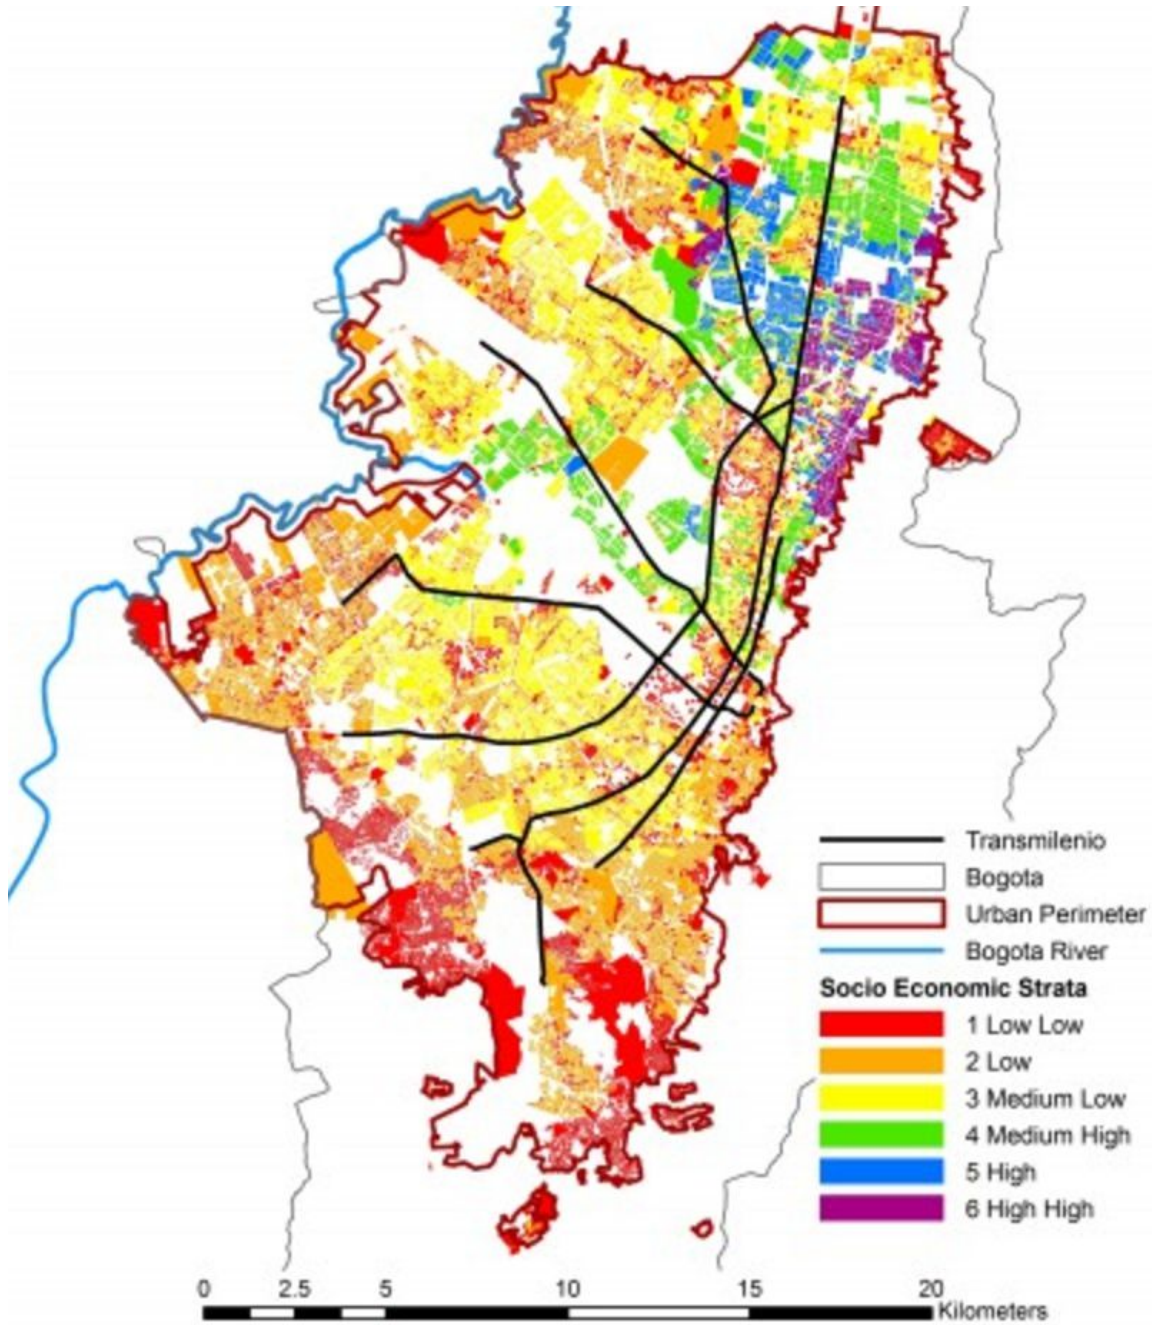 Transmilenio
Bogota
Urban Perimeter
Bogota River
Socio Economic Strata
1 Low Low
2 Low
3 Medium Low
4 Medium High
5 High
6 High High
0 2.5 5 10 15 20
Kilometers